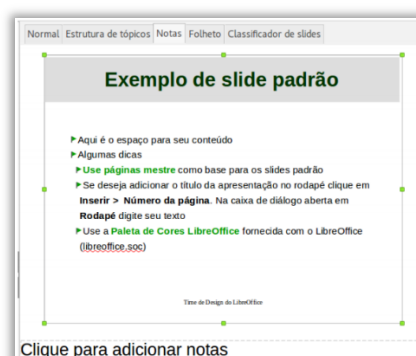 Normal Estrutura de tópicos Notas Folheto Classificador de slides
Exemplo de slide padrão
Aqui é o espaço para seu conteúdo
Algumas dicas
Use páginas mestre como base para os slides padrão
Se deseja adicionar o título da apresentação no rodapé clique em
Inserir > Número da página. Na caixa de diálogo aberta em
Rodapé digite seu texto
Use a Paleta de Cores LibreOffice fornecida com o LibreOffice
(libreoffice.soc)
Time de Design do LibreOffice
Clique para adicionar notas